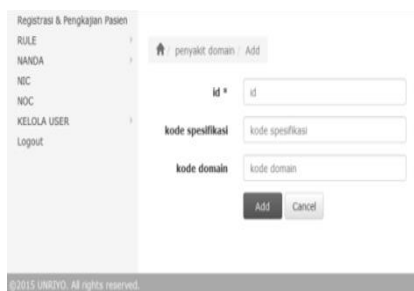 Registrasi & Pengkajian Pasien
RULE
NANDA
NIC
NOC
KELOLA USER
Logout
/ penyakit domain / Add
id *
id
kode spesifikasi
kode spesifikasi
kode domain
kode domain
Add Cancel
©2015 UNRIYO. All rights reserved.